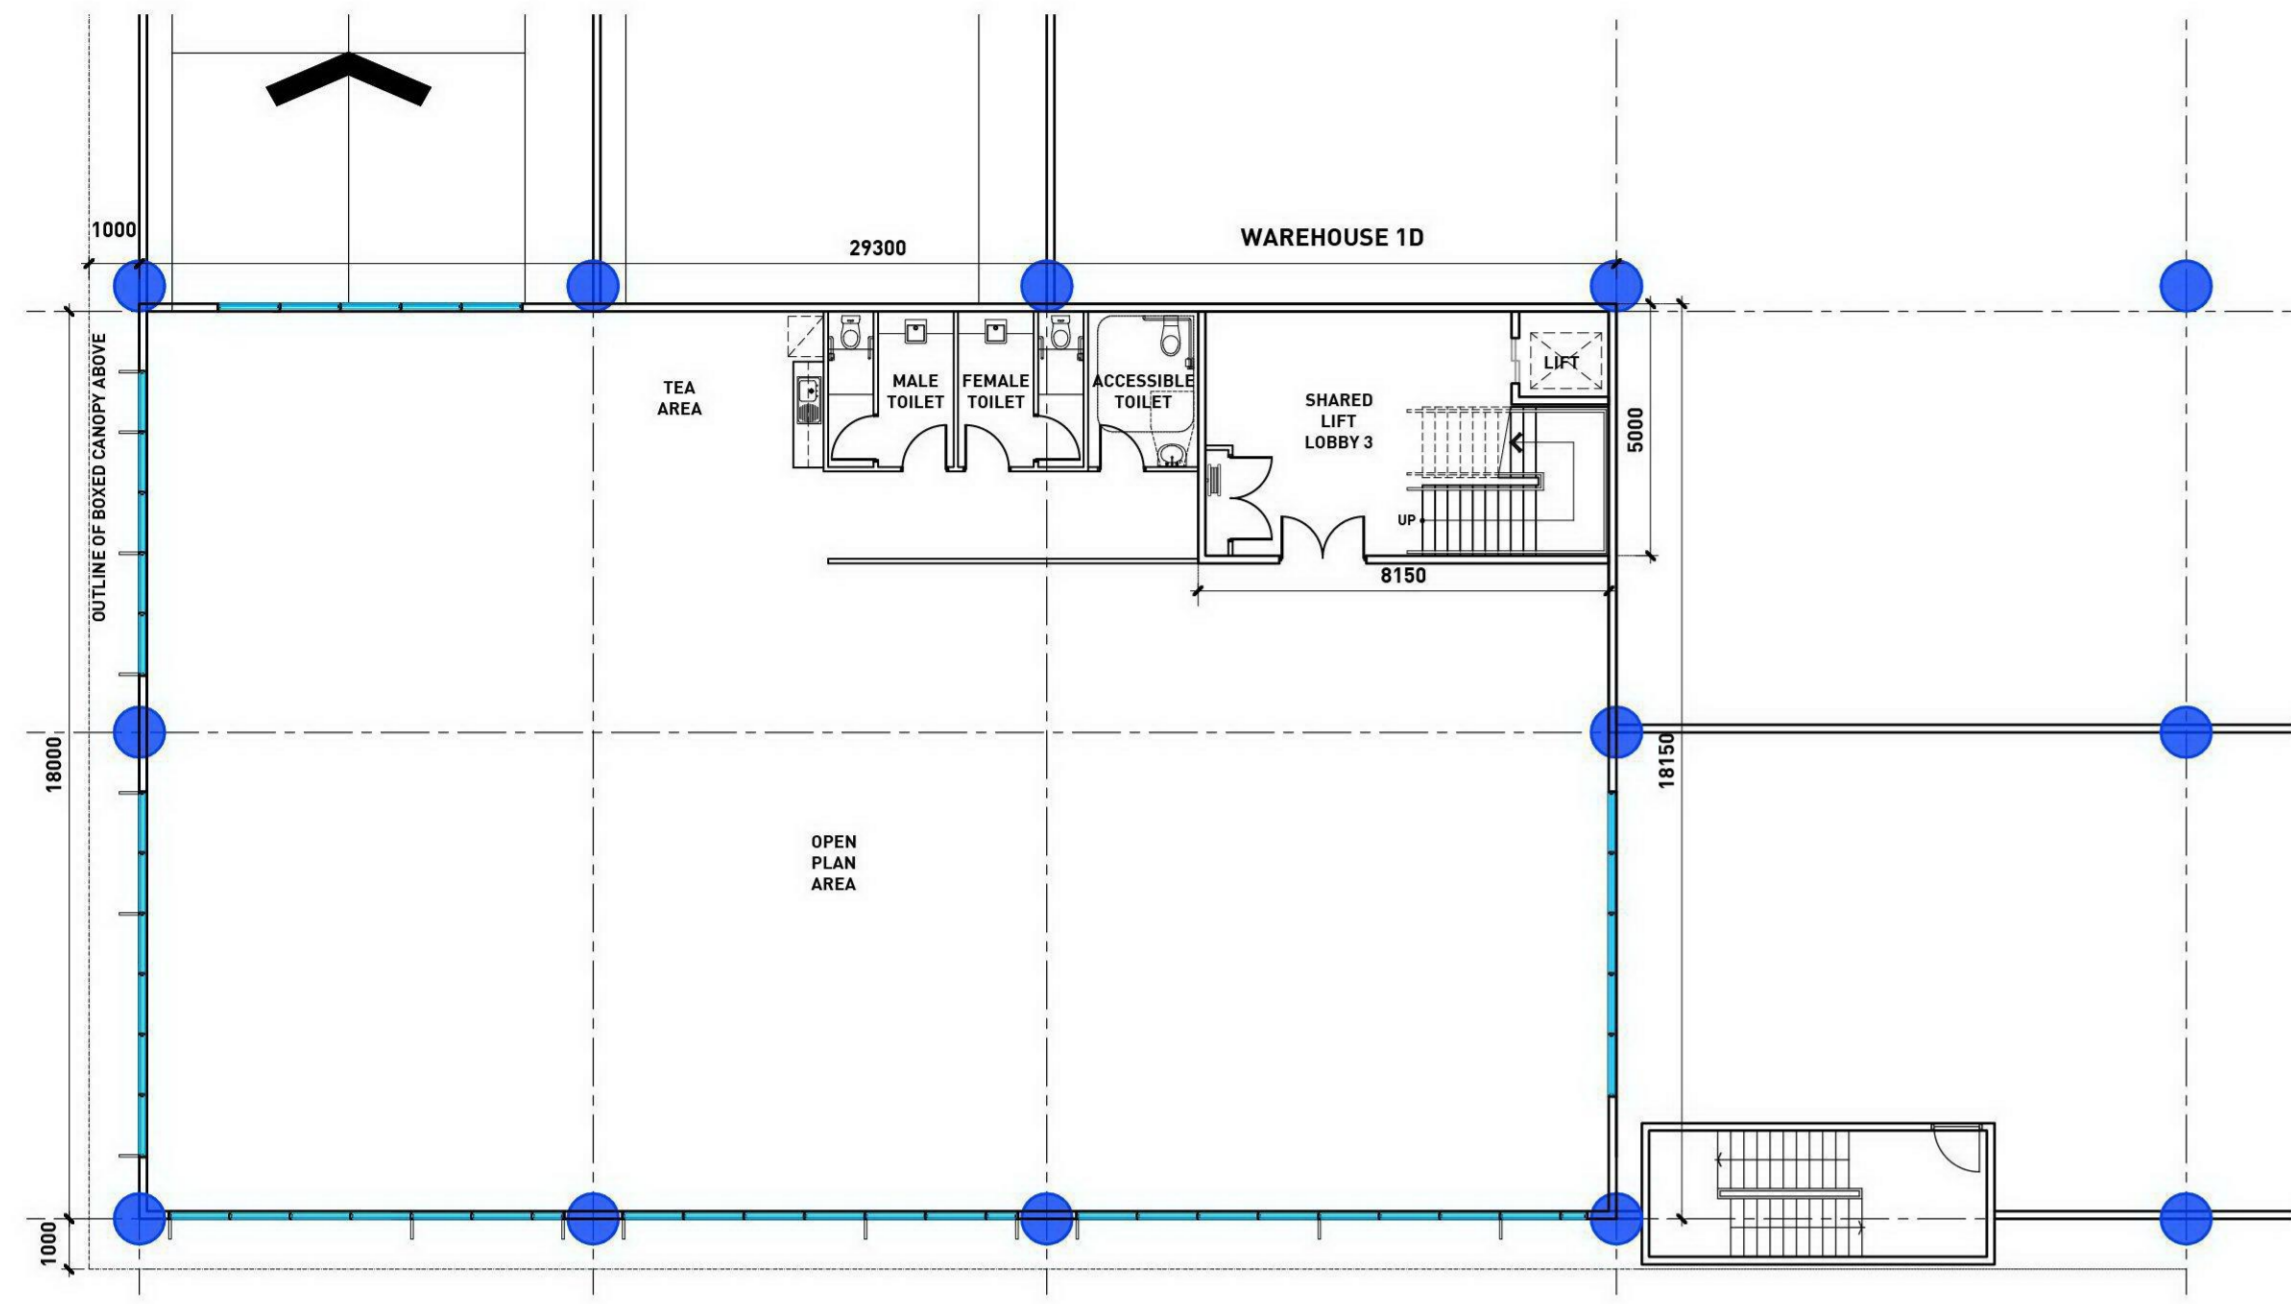 1000
29300
WAREHOUSE 1D
OUTLINE OF BOXED CANOPY ABOVE
TEA
AREA
MALE
TOILET
FEMALE
TOILET
ACCESSIBLE
TOILET
SHARED
LIFT
LOBBY 3
LIFT
UP
5000
8150
18000
18150
OPEN
PLAN
AREA
1000